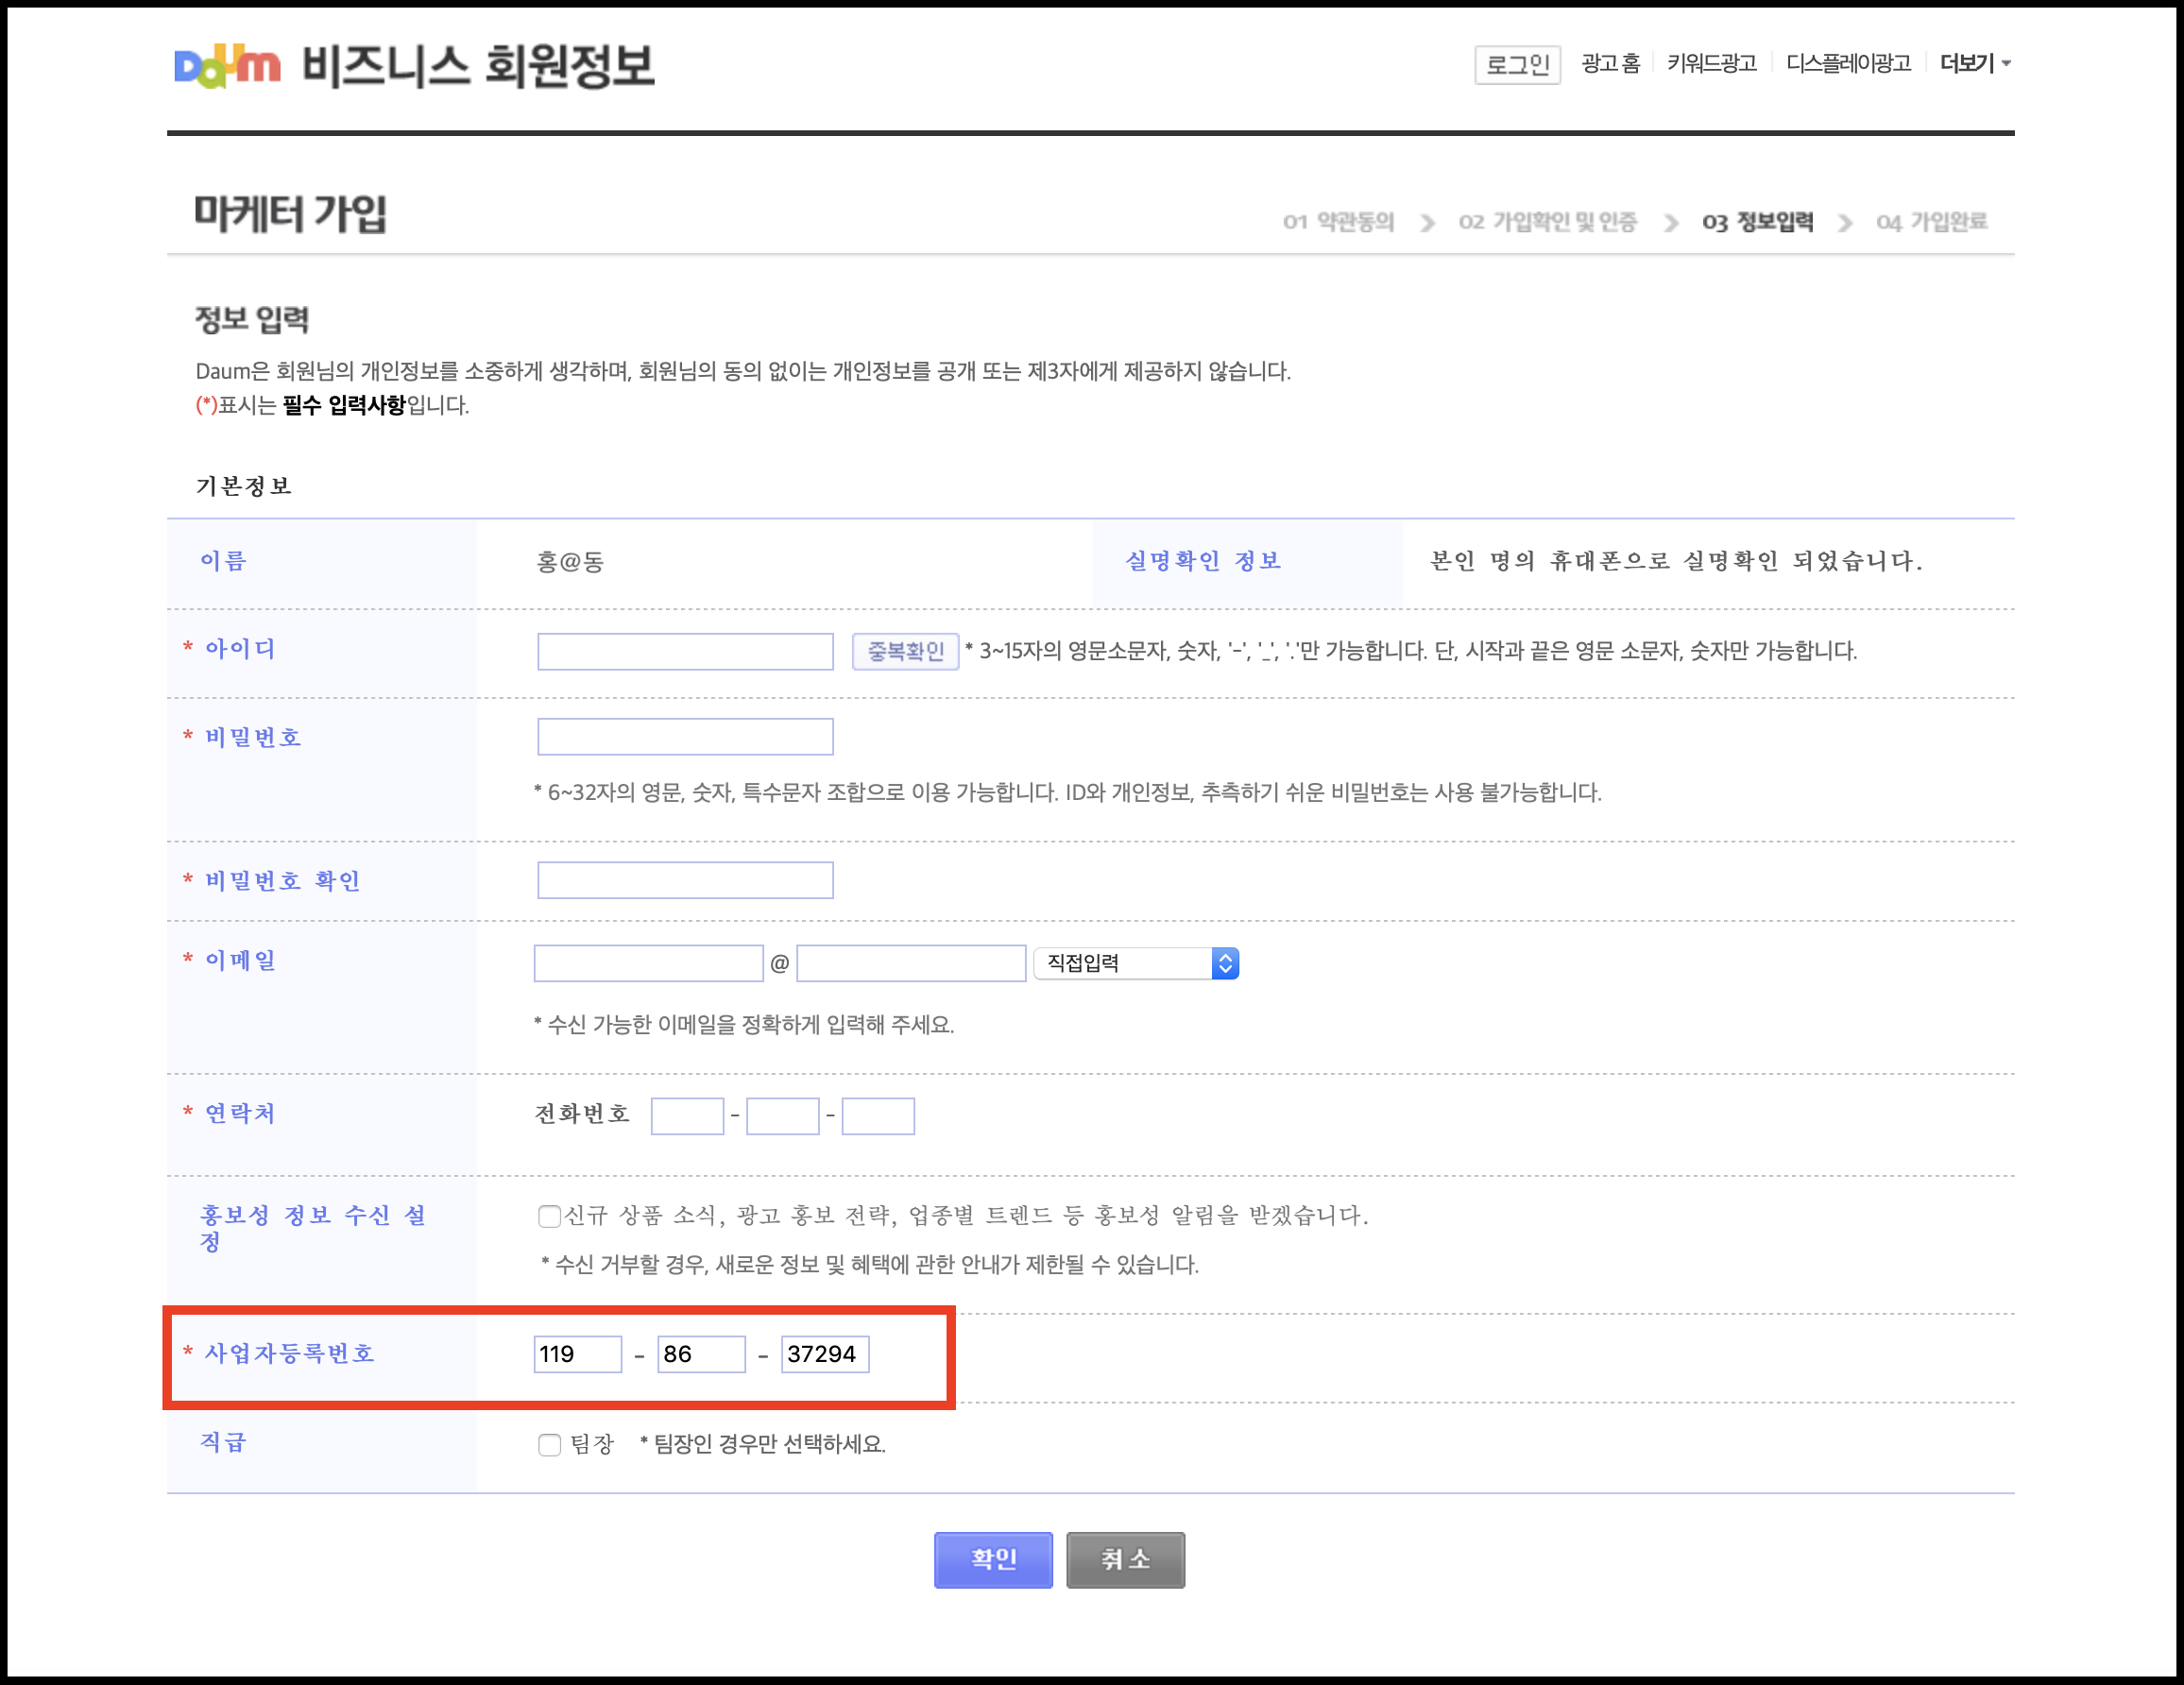 Daum 비즈니스 회원정보
로그인 광고 홈 키워드광고 디스플레이광고 더보기
마케터 가입
01 약관동의 02 가입확인 및 인증 03 정보입력 04 가입완료
정보 입력
Daum은 회원님의 개인정보를 소중하게 생각하며, 회원님의 동의 없이는 개인정보를 공개 또는 제3자에게 제공하지 않습니다.
(*)표시는 필수 입력사항입니다.
기본정보
이름 홍@동 실명확인 정보 본인 명의 휴대폰으로 실명확인 되었습니다.
* 아이디 중복확인 * 3~15자의 영문소문자, 숫자, '-', '_', '.'만 가능합니다. 단, 시작과 끝은 영문 소문자, 숫자만 가능합니다.
* 비밀번호
* 6~32자의 영문, 숫자, 특수문자 조합으로 이용 가능합니다. ID와 개인정보, 추측하기 쉬운 비밀번호는 사용 불가능합니다.
* 비밀번호 확인
* 이메일 @ 직접입력
* 수신 가능한 이메일을 정확하게 입력해 주세요.
* 연락처 전화번호 - -
홍보성 정보 수신 설
정
신규 상품 소식, 광고 홍보 전략, 업종별 트렌드 등 홍보성 알림을 받겠습니다.
* 수신 거부할 경우, 새로운 정보 및 혜택에 관한 안내가 제한될 수 있습니다.
* 사업자등록번호 119 - 86 - 37294
직급 팀장 * 팀장인 경우만 선택하세요.
확인 취소